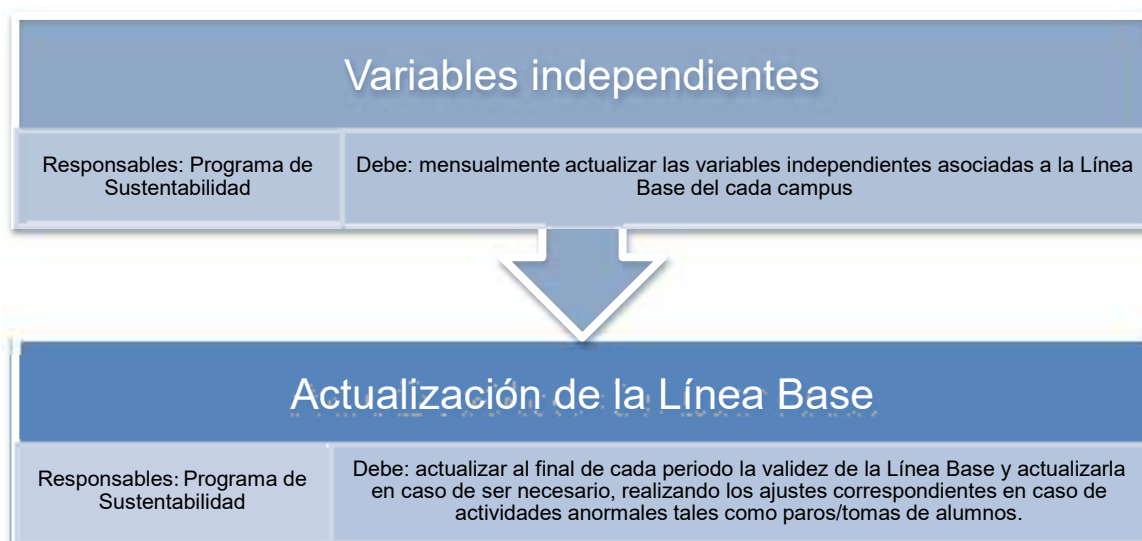 Variables independientes
Responsables: Programa de
Sustentabilidad
Debe: mensualmente actualizar las variables independientes asociadas a la Línea
Base del cada campus
Actualización de la Línea Base
Responsables: Programa de
Sustentabilidad
Debe: actualizar al final de cada periodo la validez de la Línea Base y actualizarla
en caso de ser necesario, realizando los ajustes correspondientes en caso de
actividades anormales tales como paros/tomas de alumnos.